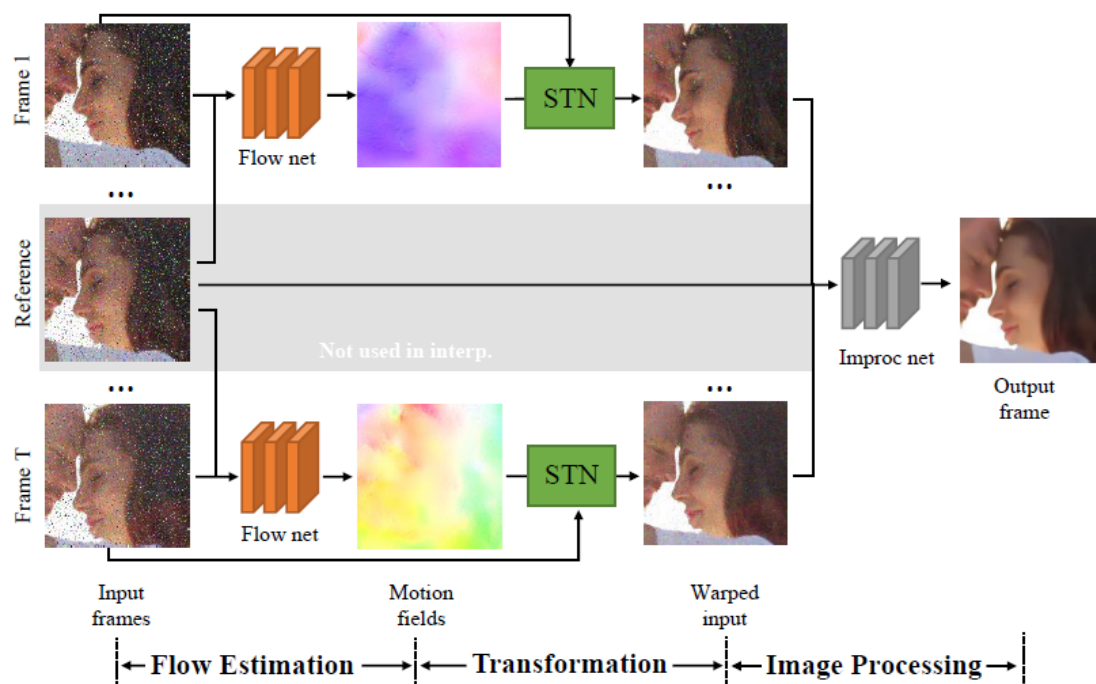 Frame 1
Flow net
STN
...
...
Reference
Not used in interp.
Improc net
Output
frame
...
...
Frame T
Flow net
STN
Input
frames
Motion
fields
Warped
input
Flow Estimation
Transformation
Image Processing